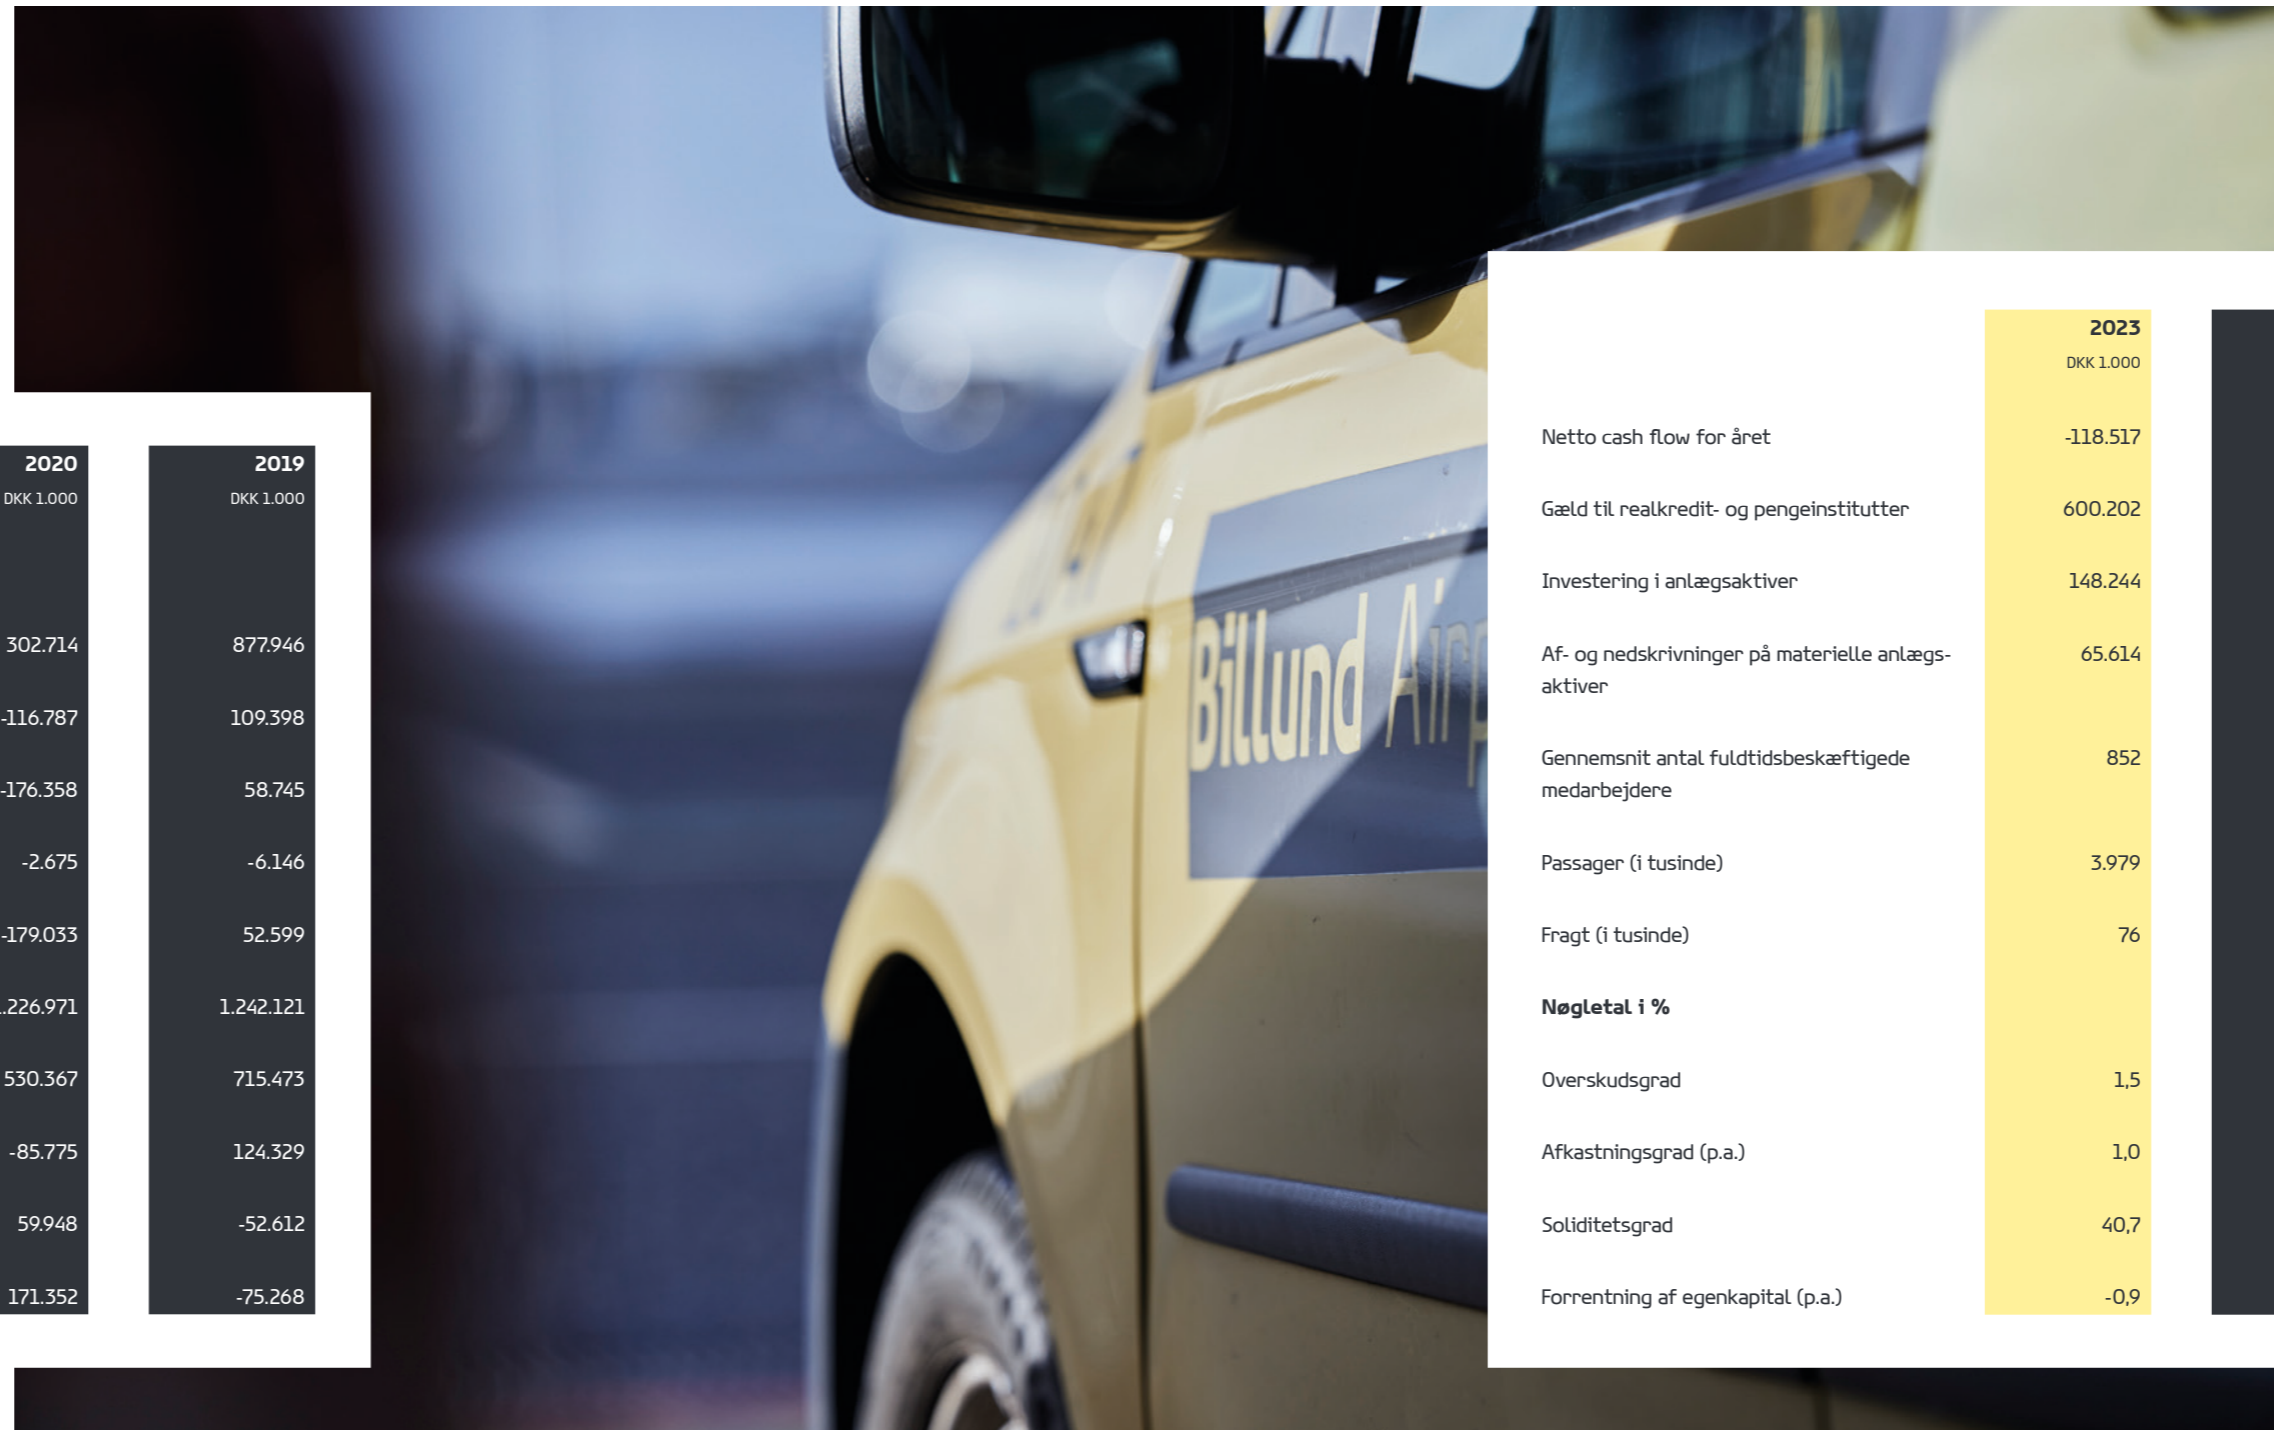 2020 2019
DKK 1.000 DKK 1.000
302.714 877.946
-116.787 109.398
-176.358 58.745
-2.675 -6.146
-179.033 52.599
.226.971 1.242.121
530.367 715.473
-85.775 124.329
59.948 -52.612
171.352 -75.268
Billund Airp
2023
DKK 1.000
Netto cash flow for året -118.517
Gæld til realkredit- og pengeinstitutter 600.202
Investering i anlægsaktiver 148.244
Af- og nedskrivninger på materielle anlægs- 65.614
aktiver
Gennemsnit antal fuldtidsbeskæftigede 852
medarbejdere
Passager (i tusinde) 3.979
Fragt (i tusinde) 76
Nøgletal i %
Overskudsgrad 1,5
Afkastningsgrad (p.a.) 1,0
Soliditetsgrad 40,7
Forrentning af egenkapital (p.a.) -0,9